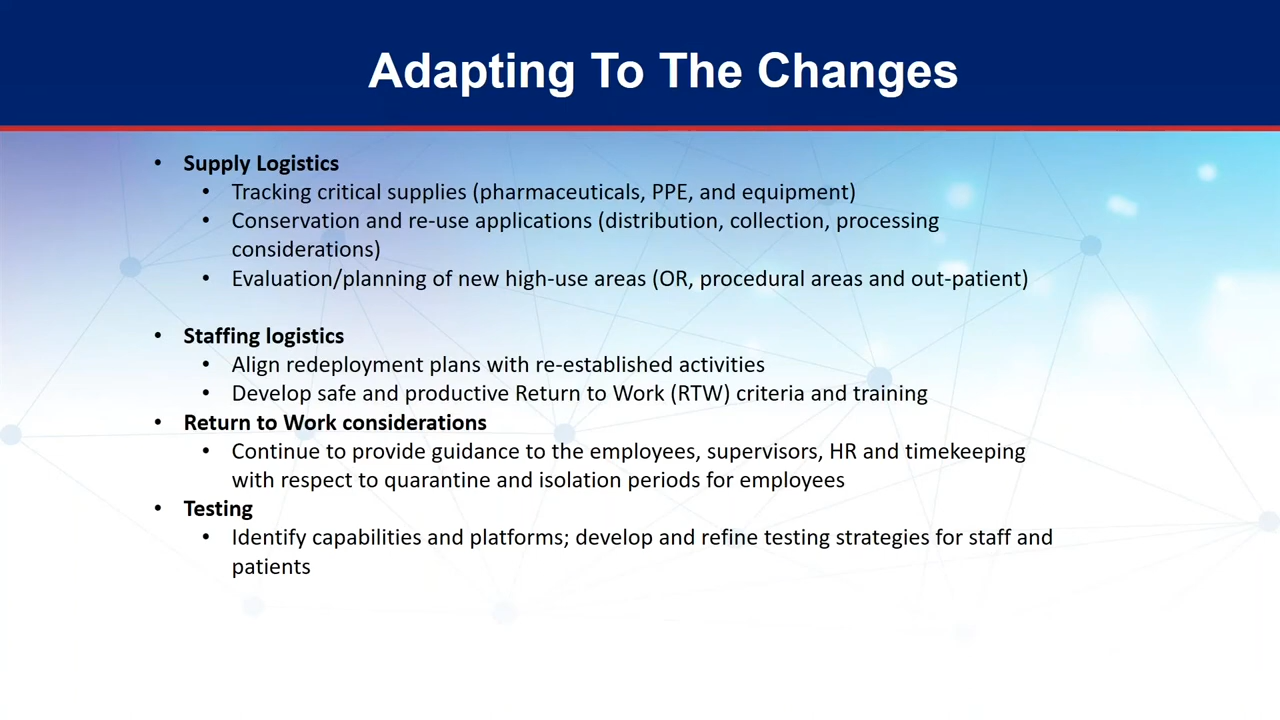 Adapting To The Changes
• Supply Logistics
• Tracking critical supplies (pharmaceuticals, PPE, and equipment)
• Conservation and re-use applications (distribution, collection, processing
considerations)
• Evaluation/planning of new high-use areas (OR, procedural areas and out-patient)
• Staffing logistics
• Align redeployment plans with re-established activities
• Develop safe and productive Return to Work (RTW) criteria and training
• Return to Work considerations
• Continue to provide guidance to the employees, supervisors, HR and timekeeping
with respect to quarantine and isolation periods for employees
• Testing
• Identify capabilities and platforms; develop and refine testing strategies for staff and
patients